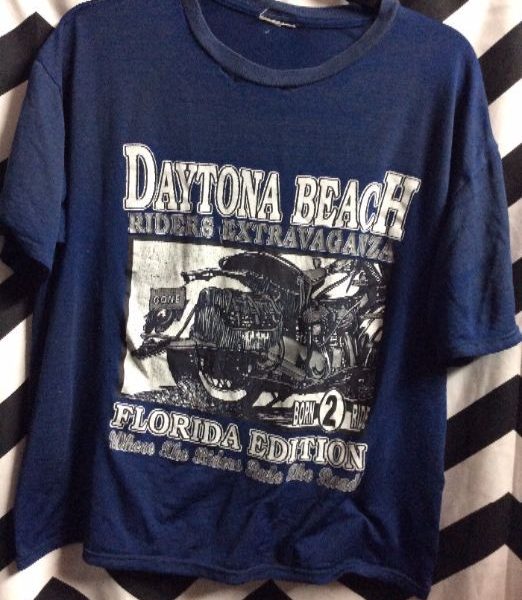 DAYTONA BEACH
RIDERS EXTRAVAGANZA
GONE
BORN 2 RIDE
FLORIDA EDITION
Where The Riders Rule The Road